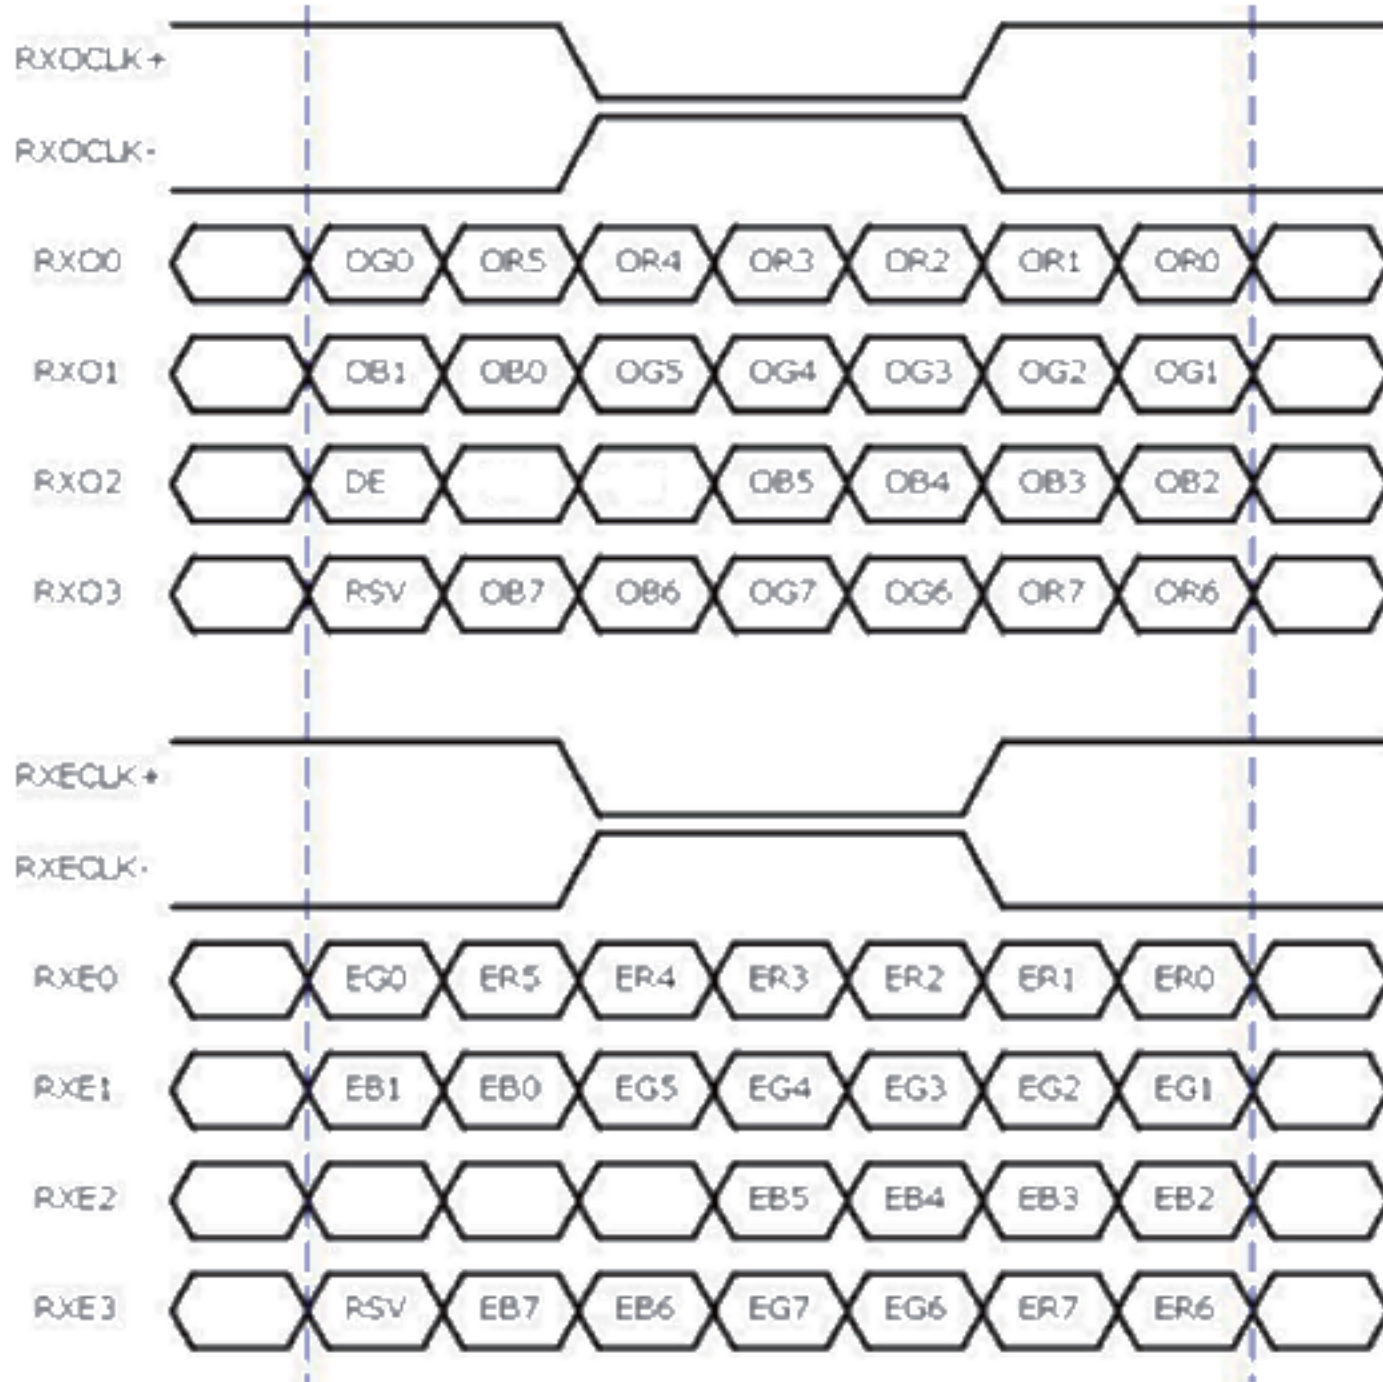 RXOCLK+
RXOCLK-
RXO0 OG0 OR5 OR4 OR3 OR2 OR1 OR0
RXO1 OB1 OB0 OG5 OG4 OG3 OG2 OG1
RXO2 DE OB5 OB4 OB3 OB2
RXO3 RSV OB7 OB6 OG7 OG6 OR7 OR6
RXECLK+
RXECLK-
RXE0 EG0 ER5 ER4 ER3 ER2 ER1 ER0
RXE1 EB1 EB0 EG5 EG4 EG3 EG2 EG1
RXE2 EB5 EB4 EB3 EB2
RXE3 RSV EB7 EB6 EG7 EG6 ER7 ER6